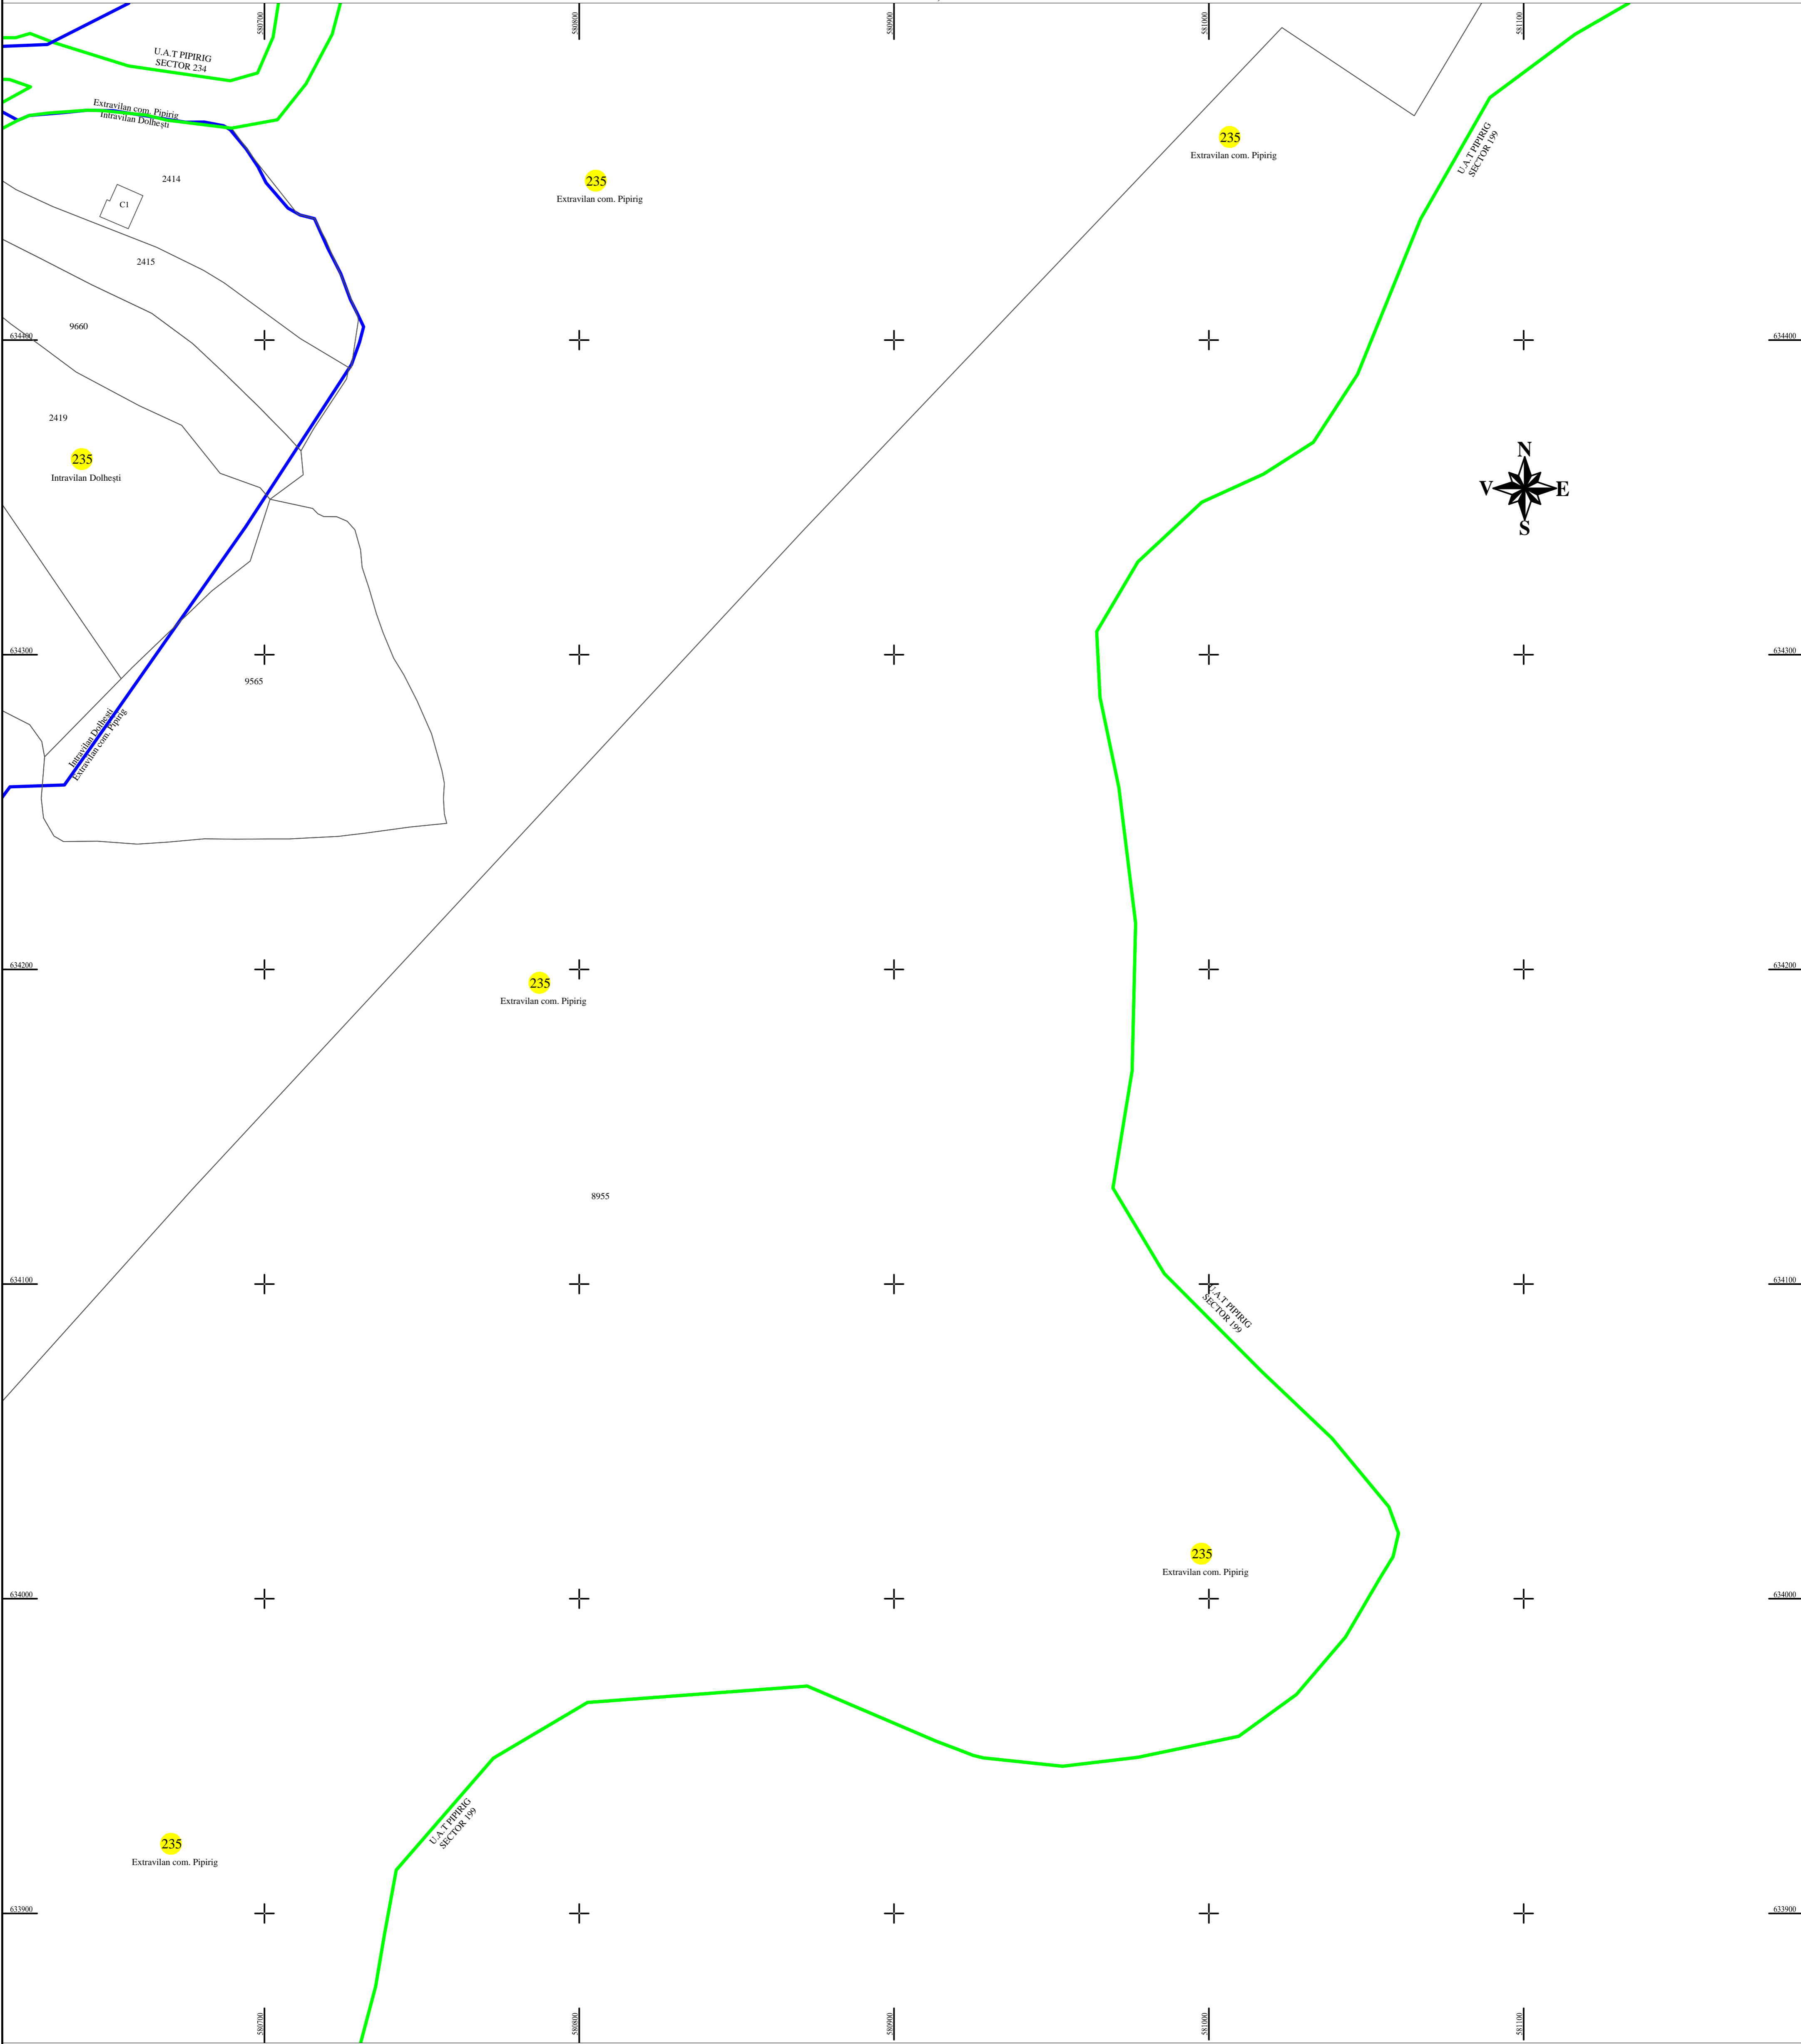 580700
580800
580900
581000
581100
U.A.T PIPIRIG
SECTOR 234
Extravilan com. Pipirig
Intravilan Dolhești
235
Extravilan com. Pipirig
U.A.T PIPIRIG
SECTOR 199
2414
235
Extravilan com. Pipirig
C1
2415
9660
634400
634400
2419
235
Intravilan Dolhești
N
V
E
S
634300
634300
9565
Intravilan Dolhești
Extravilan com. Pipirig
634200
634200
235
Extravilan com. Pipirig
8955
634100
634100
U.A.T PIPIRIG
SECTOR 199
235
Extravilan com. Pipirig
634000
634000
U.A.T PIPIRIG
SECTOR 199
235
Extravilan com. Pipirig
633900
633900
580700
580800
580900
581000
581100